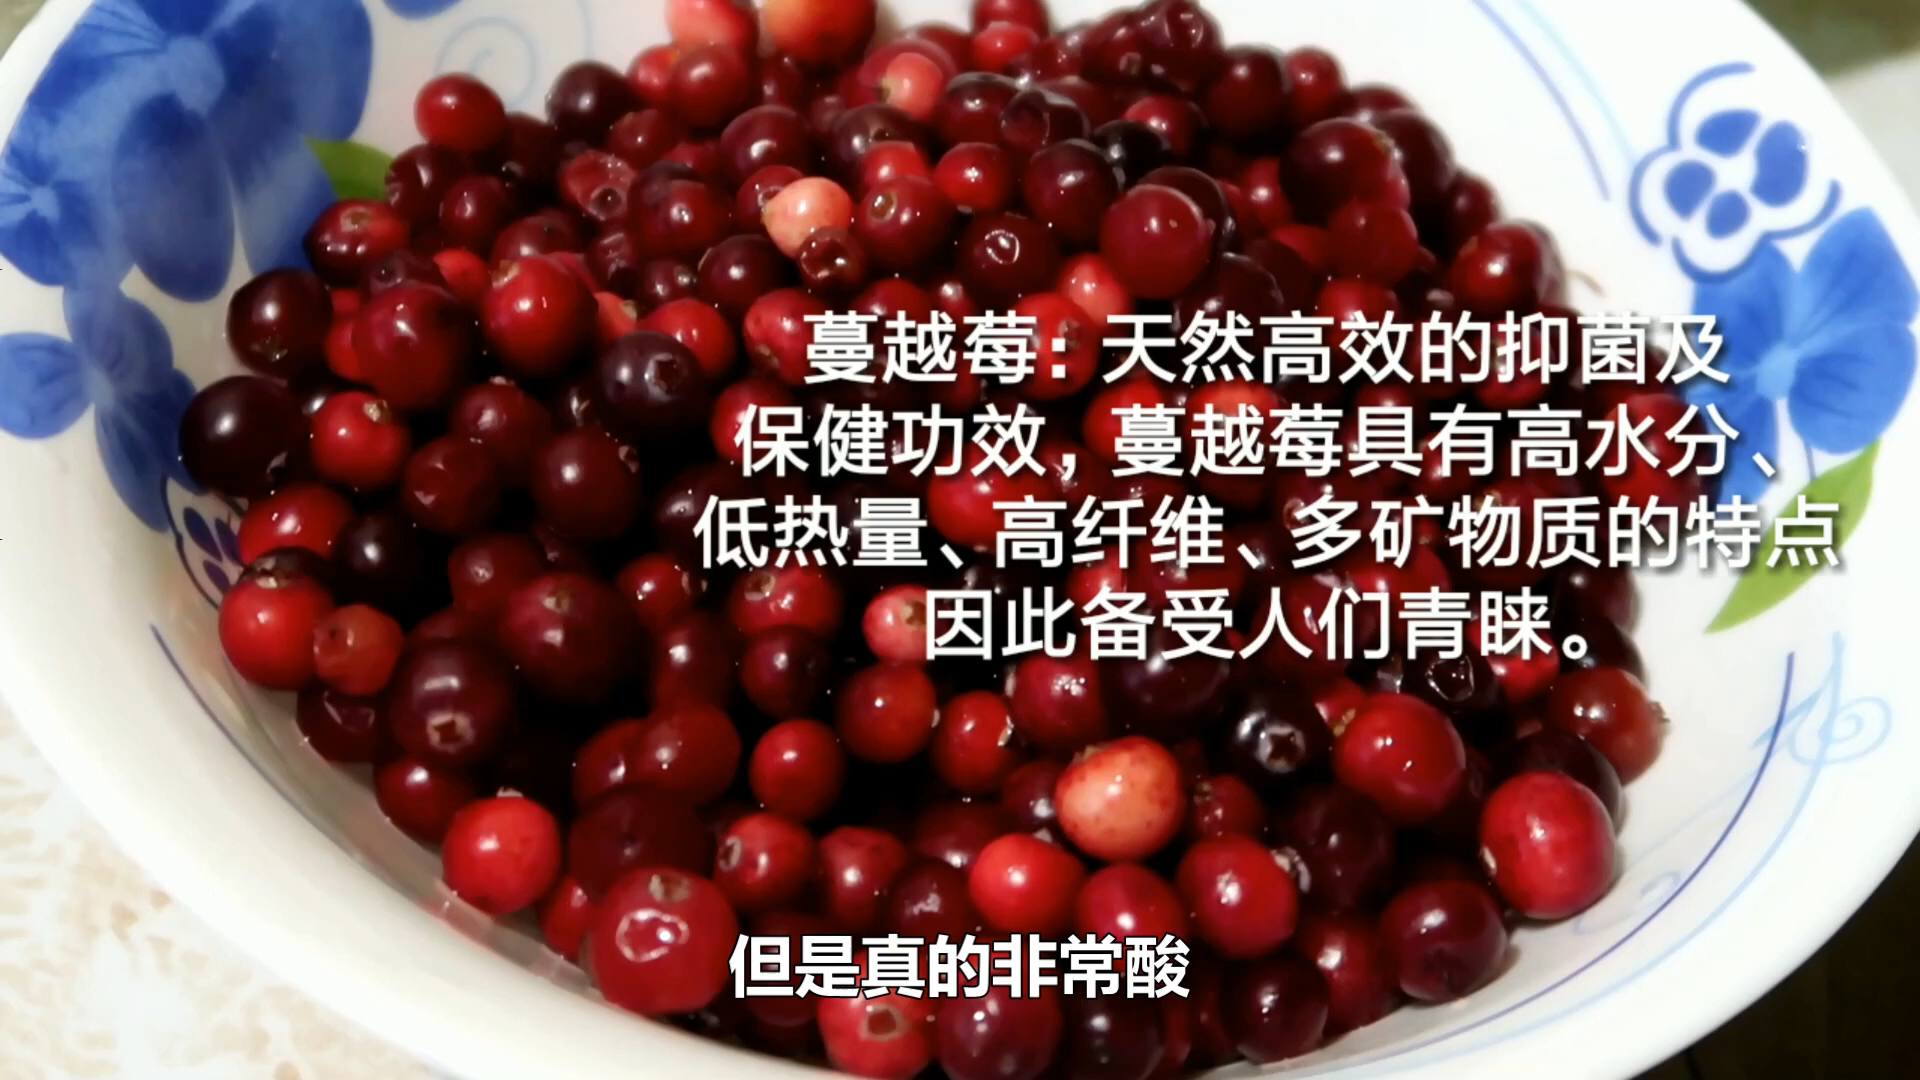 蔓越莓：天然高效的抑菌及
保健功效，蔓越莓具有高水分、
低热量、高纤维、多矿物质的特点
因此备受人们青睐。
但是真的非常酸